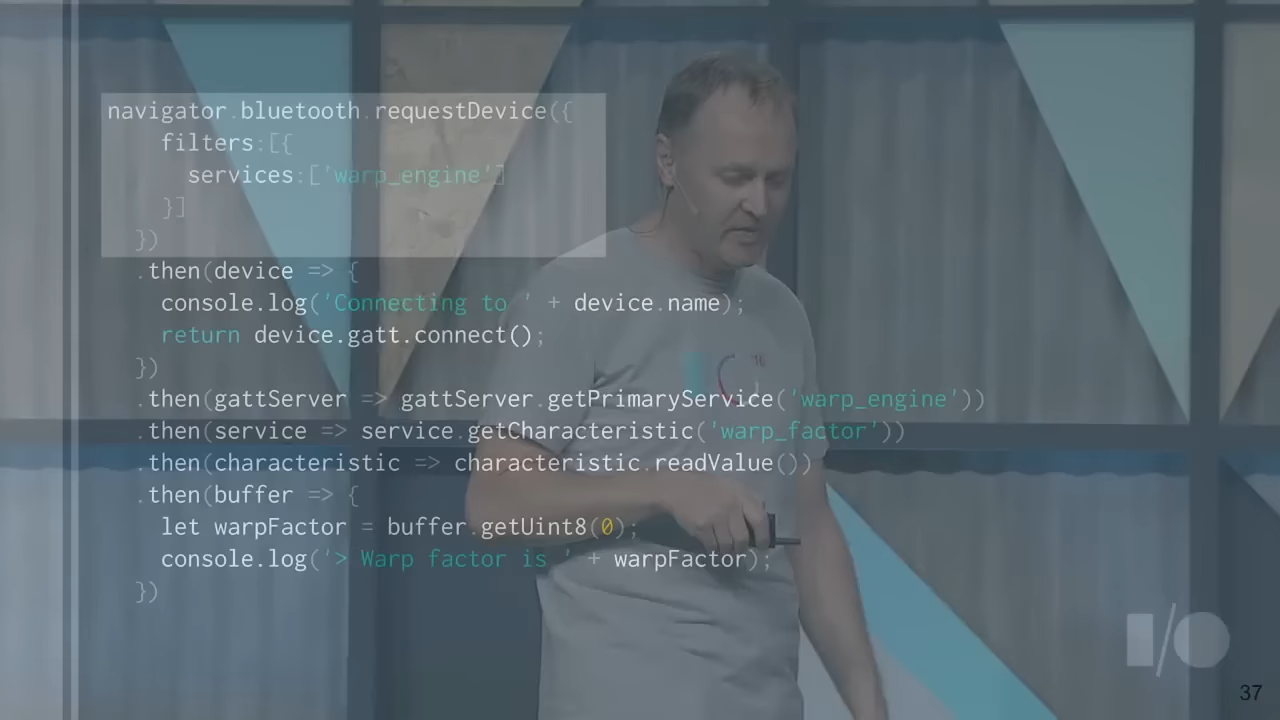 navigator.bluetooth.requestDevice({
    filters:[{
      services:['warp_engine']
    }]
  })
  .then(device => {
    console.log('Connecting to ' + device.name);
    return device.gatt.connect();
  })
  .then(gattServer => gattServer.getPrimaryService('warp_engine'))
  .then(service => service.getCharacteristic('warp_factor'))
  .then(characteristic => characteristic.readValue())
  .then(buffer => {
    let warpFactor = buffer.getUint8(0);
    console.log('> Warp factor is ' + warpFactor);
  })
I/O
37